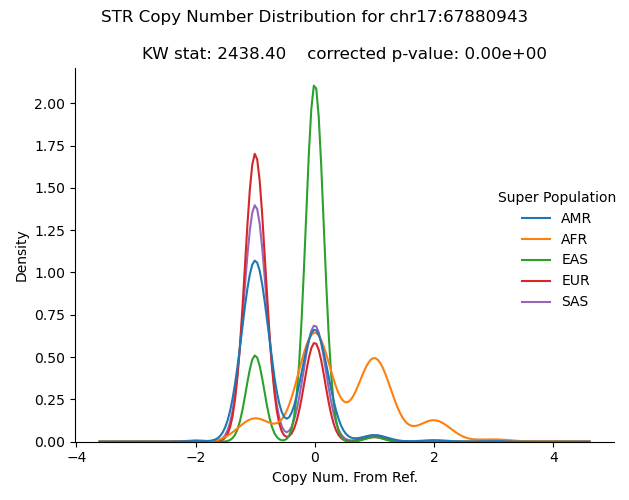 STR Copy Number Distribution for chr17:67880943
KW stat: 2438.40    corrected p-value: 0.00e+00
2.00
1.75
1.50
1.25
1.00
0.75
0.50
0.25
0.00
Density
−4
−2
0
2
4
Copy Num. From Ref.
Super Population
AMR
AFR
EAS
EUR
SAS